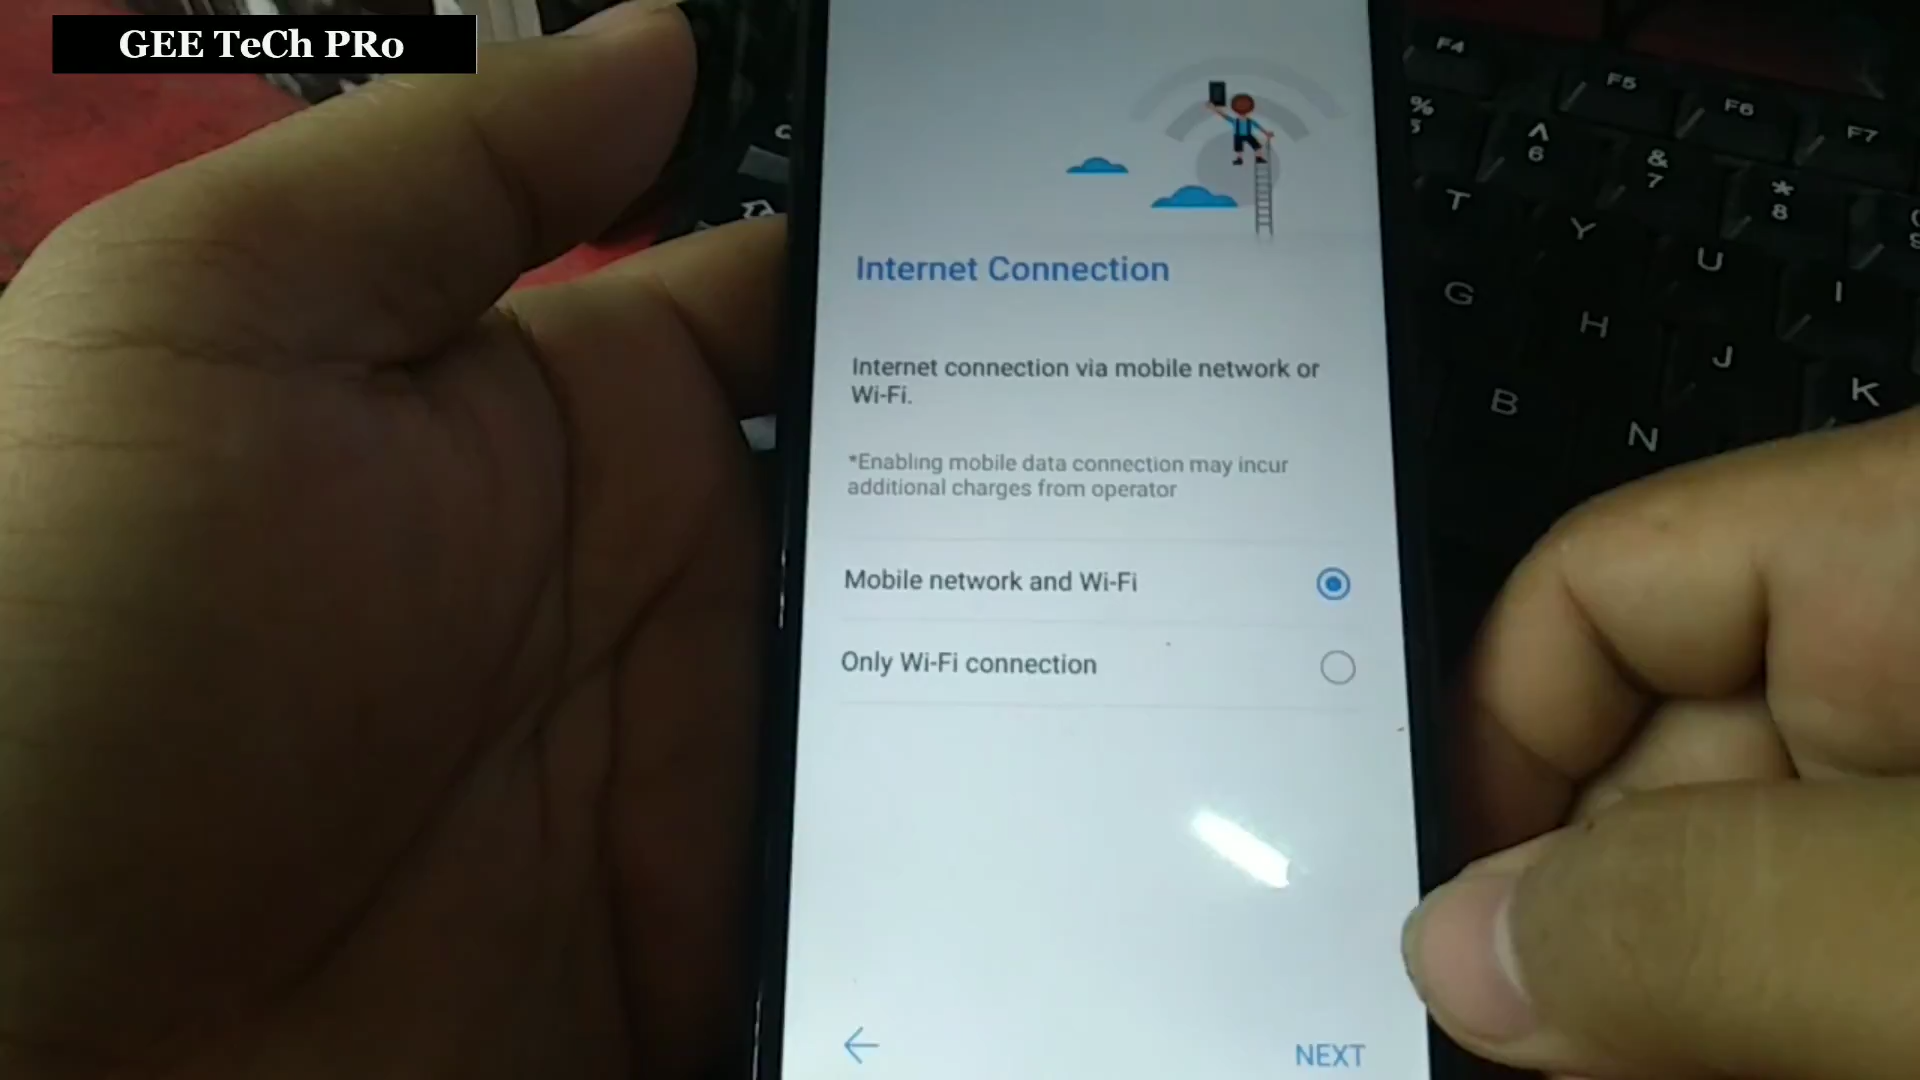 GEE TeCh PRo
Internet Connection
Internet connection via mobile network or
Wi-Fi.
*Enabling mobile data connection may incur
additional charges from operator
Mobile network and Wi-Fi
Only Wi-Fi connection
NEXT
F4
F5
F6
F7
%
5
^
6
&
7
*
8
T
Y
U
I
G
H
J
K
B
N